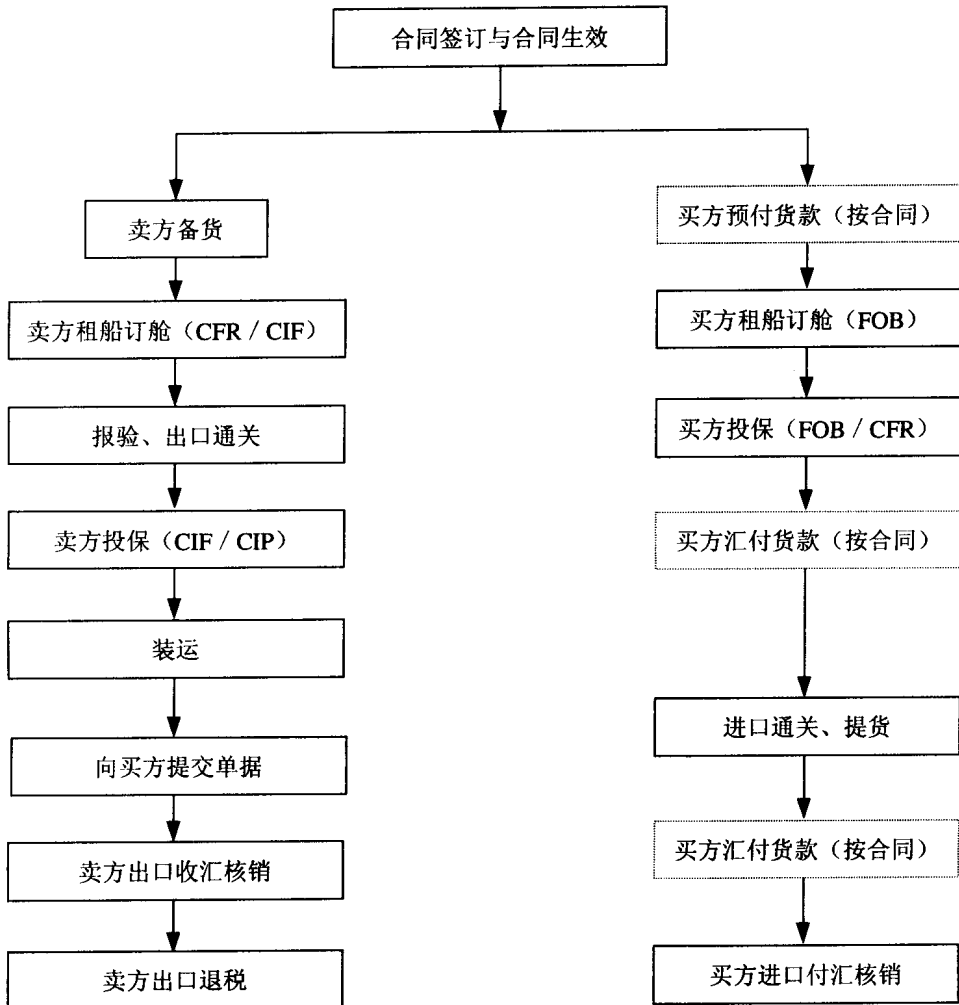 合同签订与合同生效
卖方备货
卖方租船订舱（CFR / CIF）
报验、出口通关
卖方投保（CIF / CIP）
装运
向买方提交单据
卖方出口收汇核销
卖方出口退税
买方预付货款（按合同）
买方租船订舱（FOB）
买方投保（FOB / CFR）
买方汇付货款（按合同）
进口通关、提货
买方汇付货款（按合同）
买方进口付汇核销